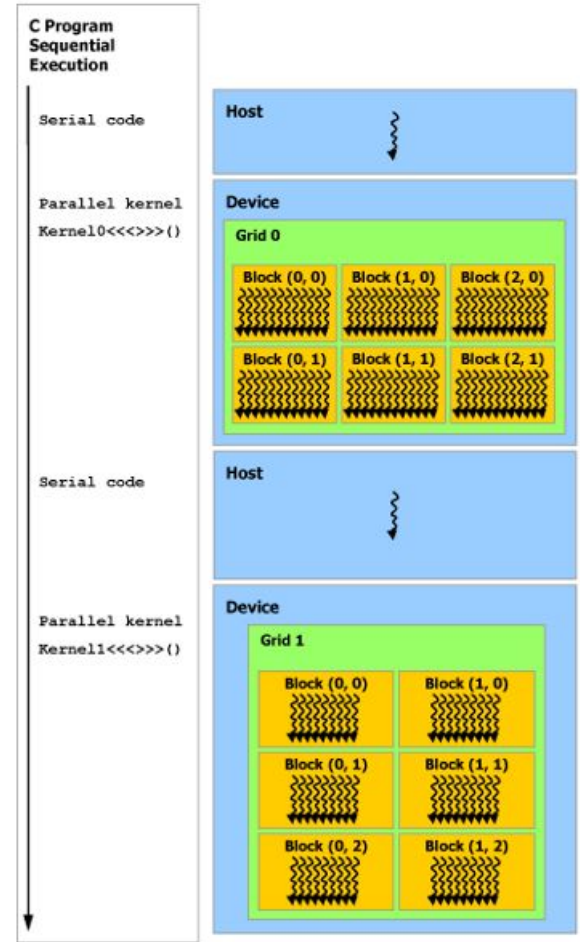 C Program
Sequential
Execution
Serial code
Host
Parallel kernel
Kernel0<<<>>>()
Device
Grid 0
Block (0, 0)
Block (1, 0)
Block (2, 0)
Block (0, 1)
Block (1, 1)
Block (2, 1)
Serial code
Host
Parallel kernel
Kernel1<<<>>>()
Device
Grid 1
Block (0, 0)
Block (1, 0)
Block (0, 1)
Block (1, 1)
Block (0, 2)
Block (1, 2)